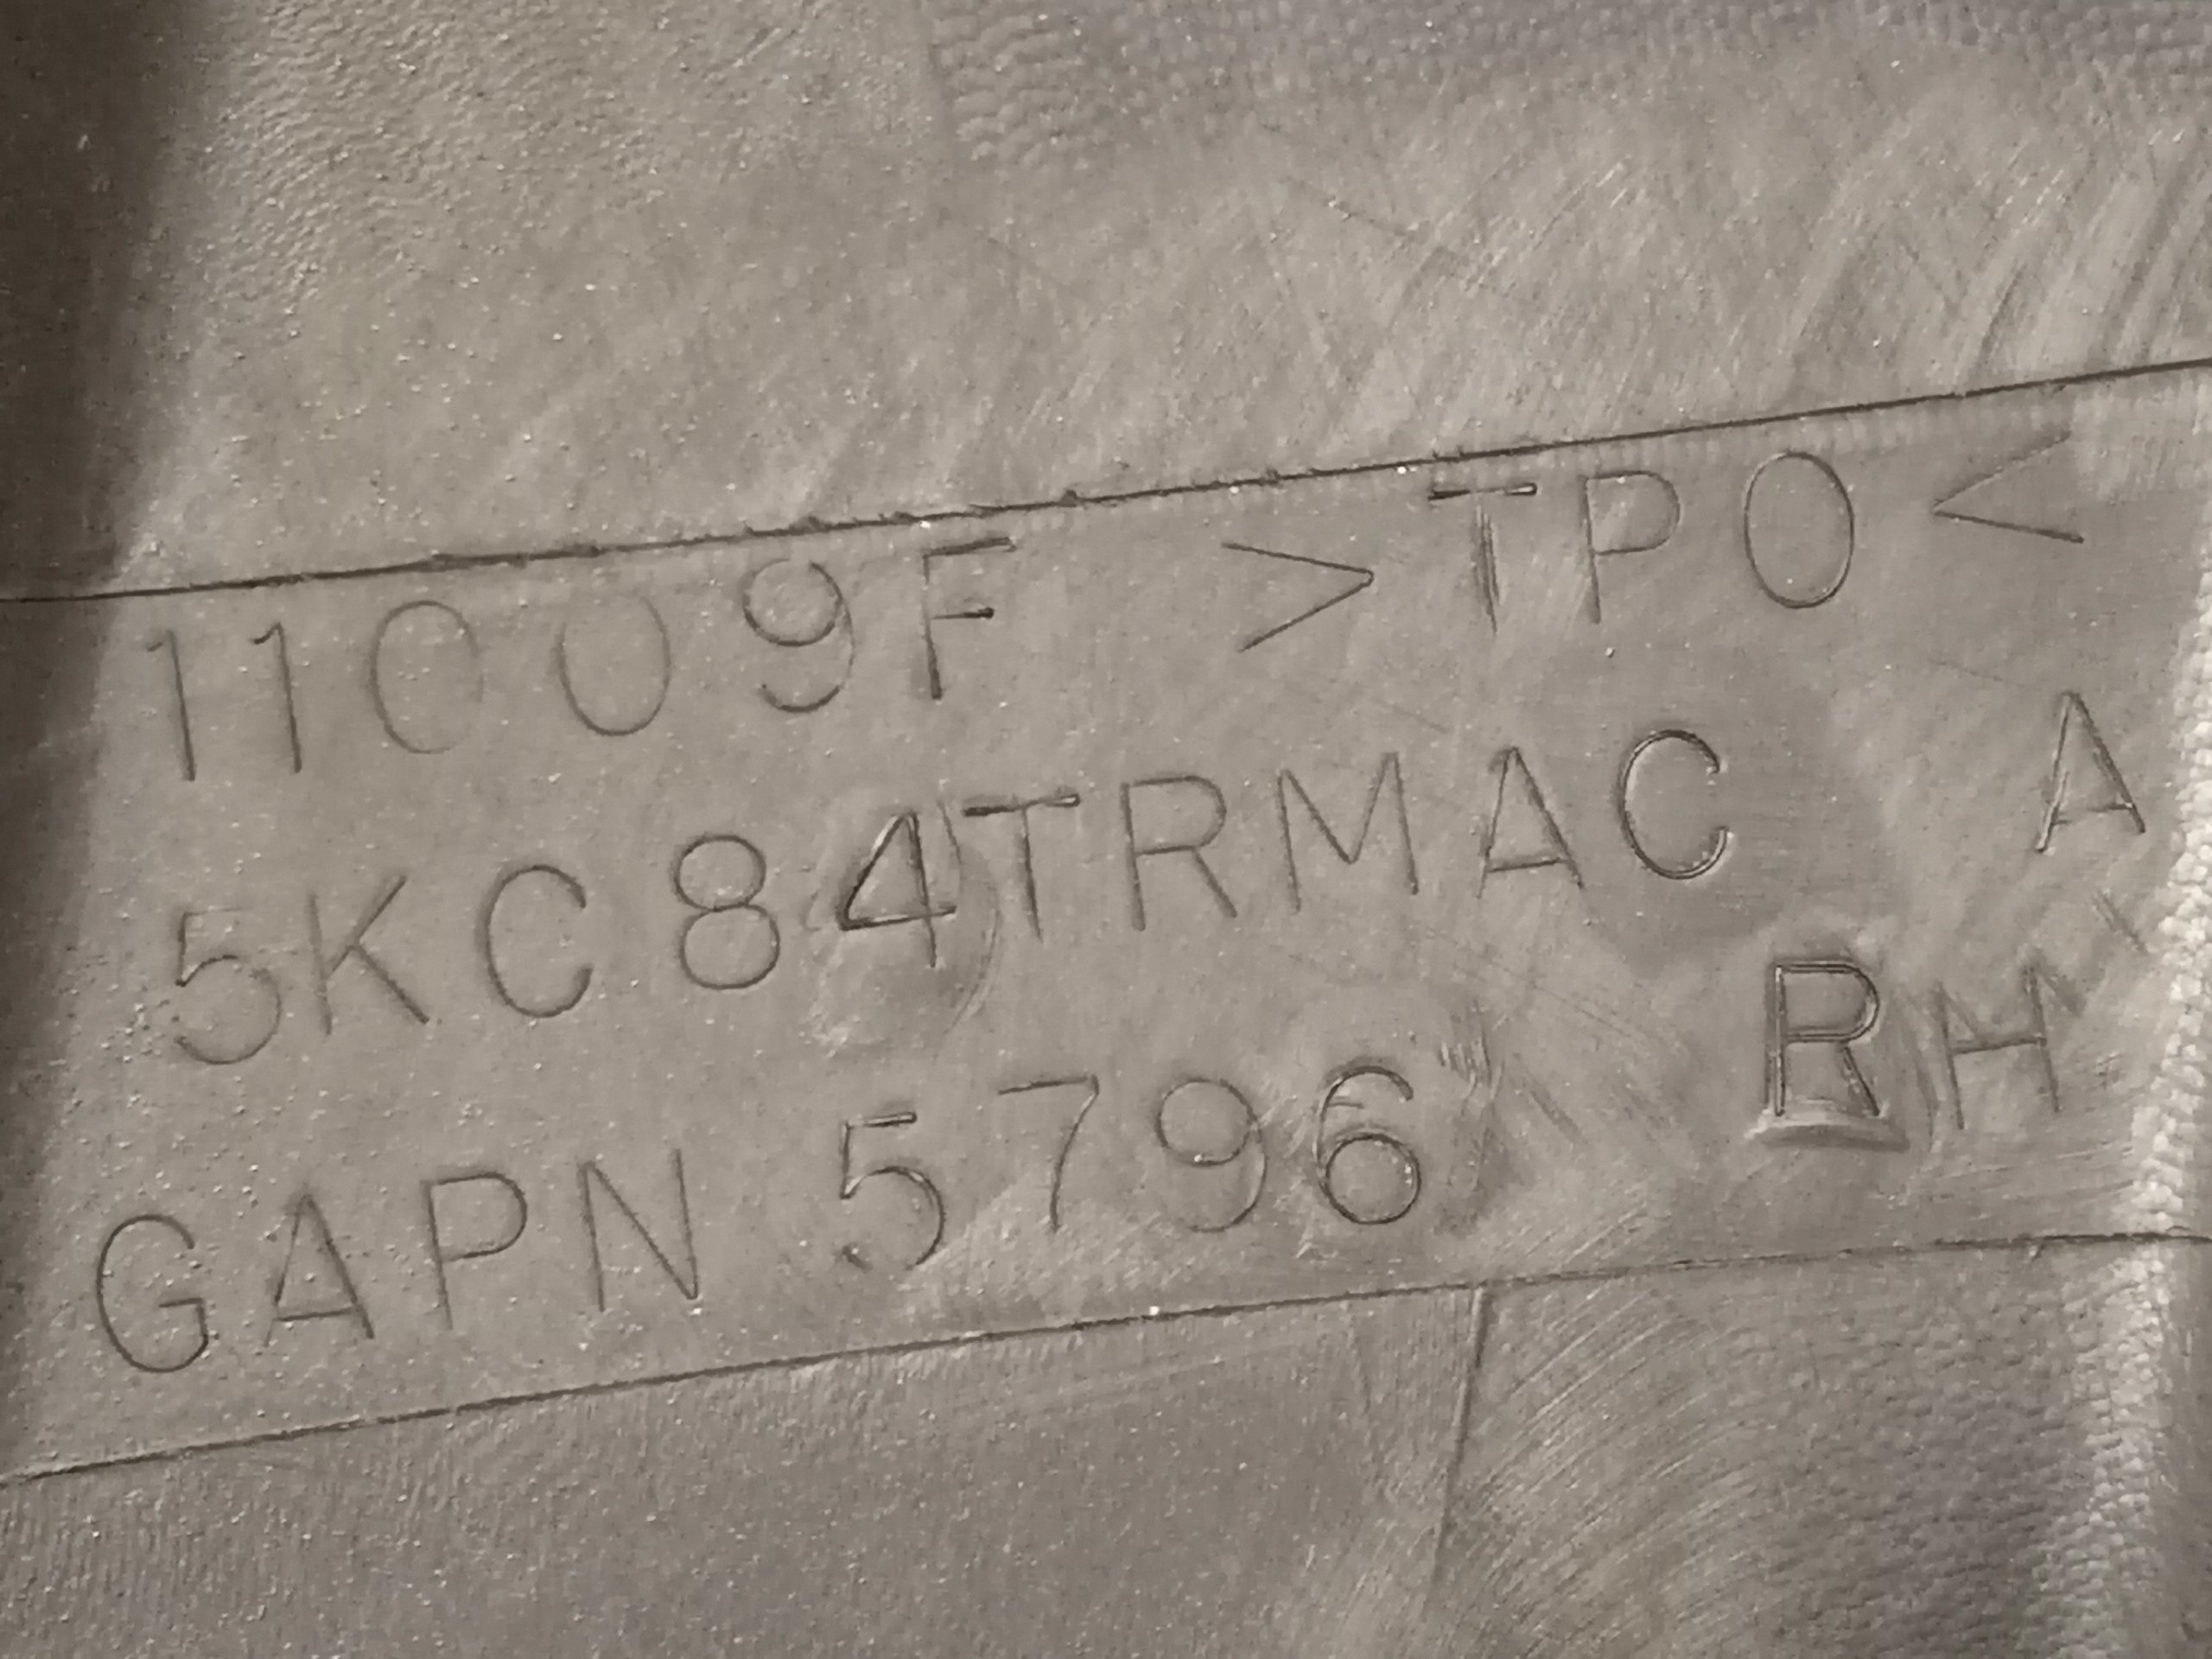 11009F >TPO<
5KC84TRMAC A
GAPN 5796 RH